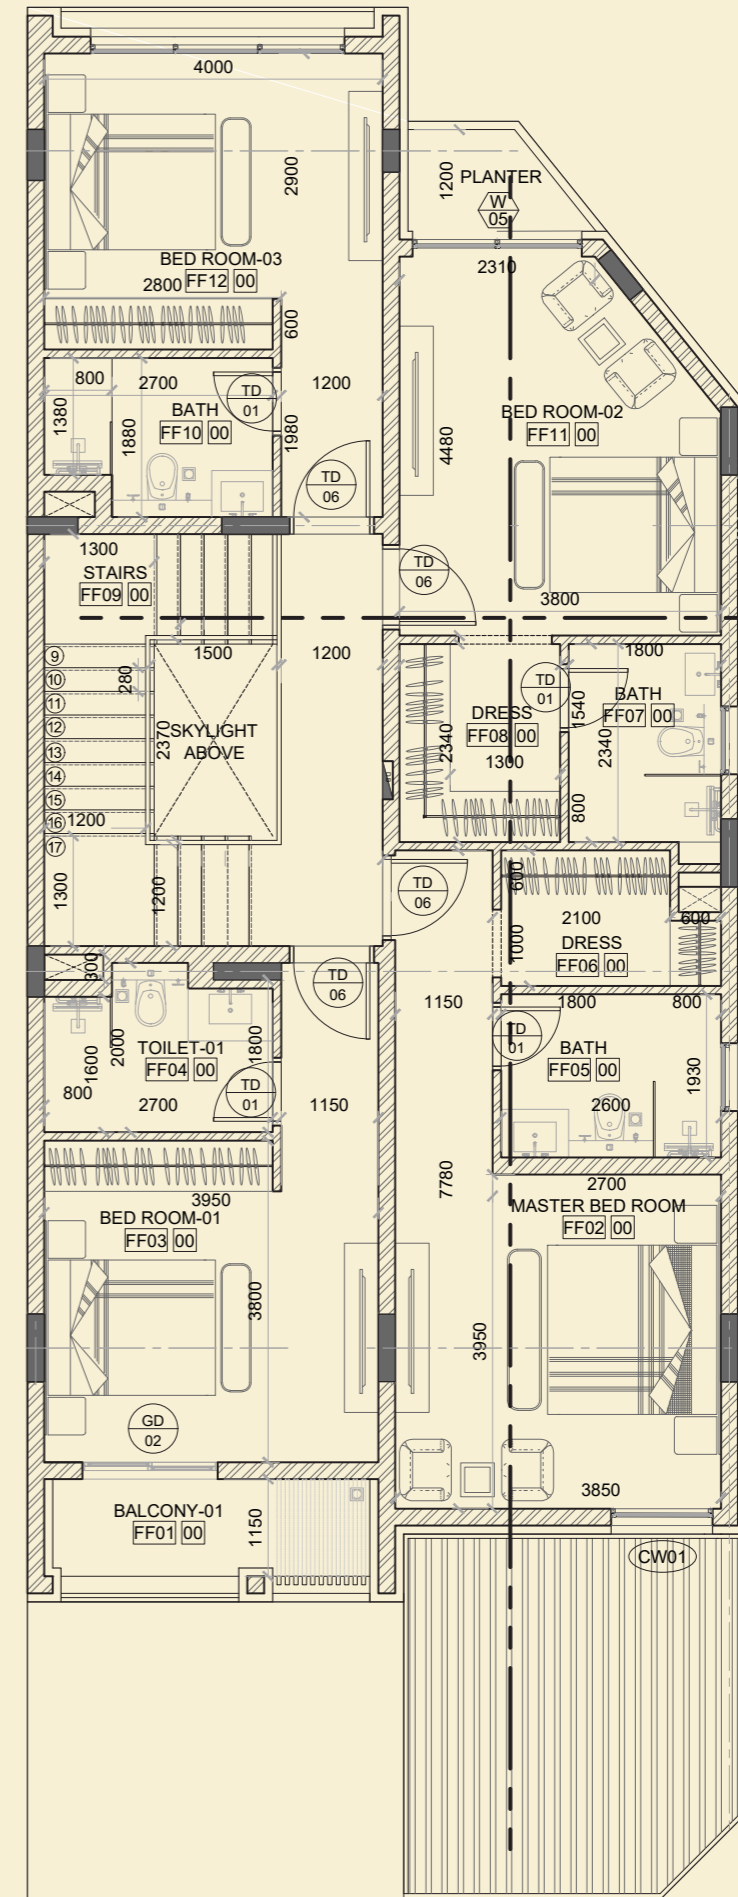 4000
2900
1200
PLANTER
W
05
BED ROOM-03
FF12 00
2800
2310
600
800
2700
1200
TD
01
BATH
FF10 00
1380
1880
1980
BED ROOM-02
FF11 00
4480
TD
06
1300
STAIRS
FF09 00
TD
06
3800
1500
1200
1800
9
10
11
12
13
14
15
16
17
280
2370
SKYLIGHT
ABOVE
TD
01
DRESS
FF08 00
2340
1300
1540
BATH
FF07 00
2340
800
1200
1300
1200
TD
06
600
2100
600
DRESS
FF06 00
1000
300
TD
06
1150
1800
800
2000
1600
TOILET-01
FF04 00
1800
800
2700
TD
01
1150
TD
01
BATH
FF05 00
1930
2600
7780
3950
BED ROOM-01
FF03 00
2700
MASTER BED ROOM
FF02 00
3800
3950
GD
02
3850
BALCONY-01
FF01 00
1150
CW01